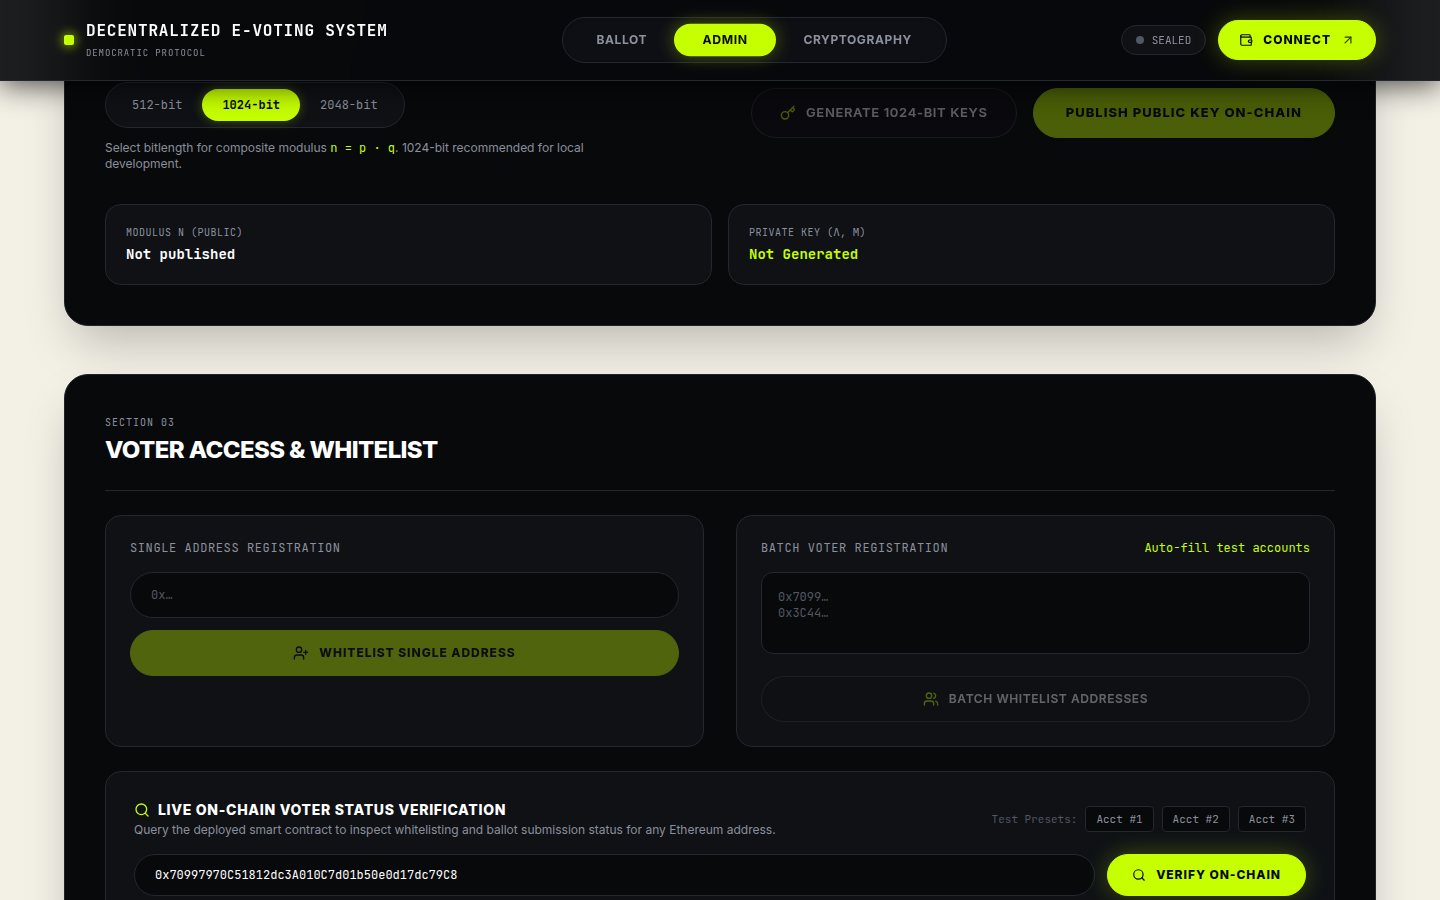 DECENTRALIZED E-VOTING SYSTEM
DEMOCRATIC PROTOCOL
BALLOT
ADMIN
CRYPTOGRAPHY
SEALED
CONNECT
512-bit
1024-bit
2048-bit
GENERATE 1024-BIT KEYS
PUBLISH PUBLIC KEY ON-CHAIN
Select bitlength for composite modulus n = p · q. 1024-bit recommended for local
development.
MODULUS N (PUBLIC)
Not published
PRIVATE KEY (Λ, Μ)
Not Generated
SECTION 03
VOTER ACCESS & WHITELIST
SINGLE ADDRESS REGISTRATION
0x…
WHITELIST SINGLE ADDRESS
BATCH VOTER REGISTRATION
Auto-fill test accounts
0x7099…
0x3C44…
BATCH WHITELIST ADDRESSES
LIVE ON-CHAIN VOTER STATUS VERIFICATION
Query the deployed smart contract to inspect whitelisting and ballot submission status for any Ethereum address.
Test Presets:
Acct #1
Acct #2
Acct #3
0x70997970C51812dc3A010C7d01b50e0d17dc79C8
VERIFY ON-CHAIN